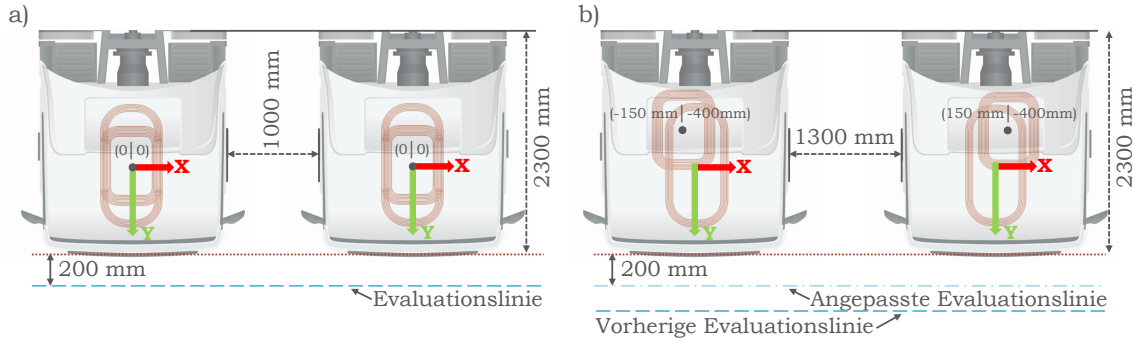 a)
1000 mm
2300 mm
(0|0)
(0|0)
X
X
Y
Y
200 mm
Evaluationslinie
b)
(-150 mm|-400mm)
(150 mm|-400mm)
1300 mm
2300 mm
X
X
Y
Y
200 mm
Angepasste Evaluationslinie
Vorherige Evaluationslinie